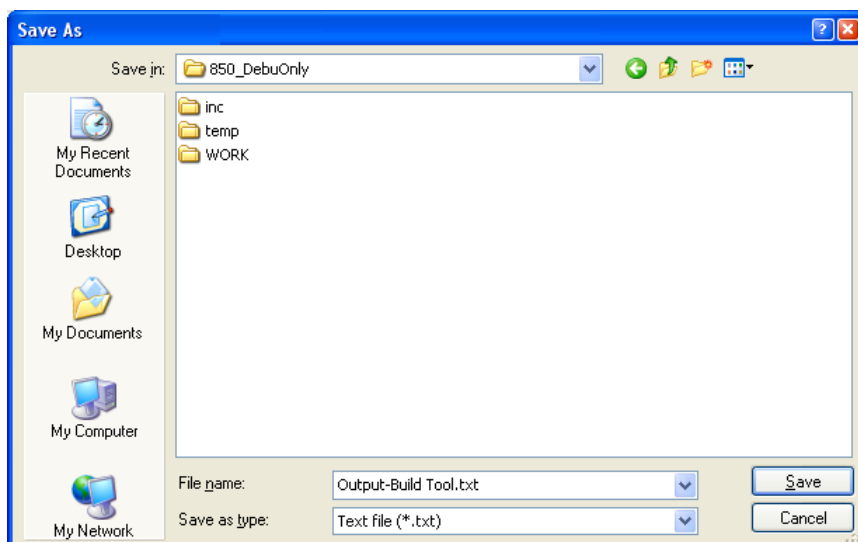 Save As
Save in:
850_DebuOnly
inc
temp
WORK
My Recent
Documents
Desktop
My Documents
My Computer
My Network
File name:
Output-Build Tool.txt
Save
Save as type:
Text file (*.txt)
Cancel